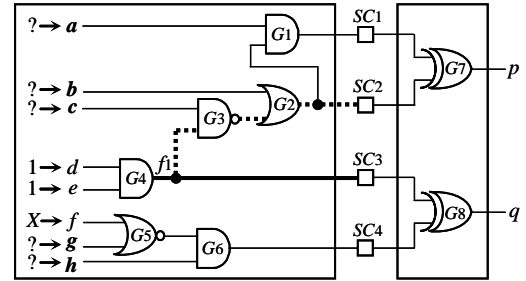 ?→ a
G1
SC1
G7
p
?→ b
?→ c
G3
G2
SC2
1→ d
1→ e
G4
f1
SC3
X→ f
?→ g
?→ h
G5
G6
SC4
G8
q